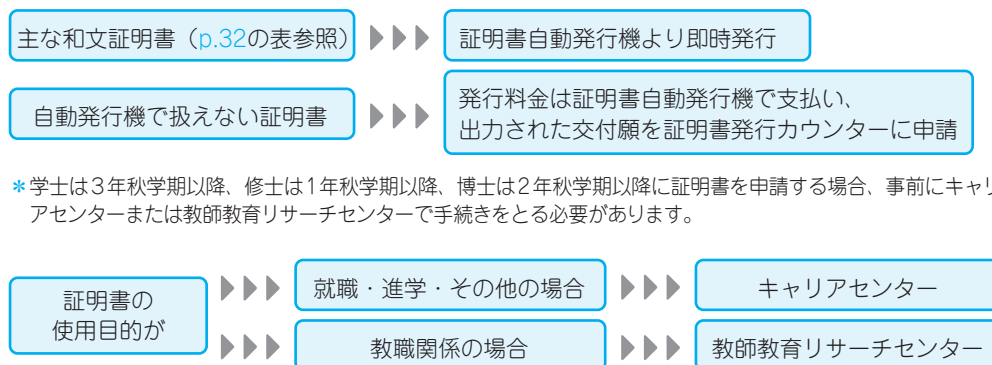 主な和文証明書（p.32の表参照）
証明書自動発行機より即時発行
自動発行機で扱えない証明書
発行料金は証明書自動発行機で支払い、
出力された交付願を証明書発行カウンターに申請
＊学士は３年秋学期以降、修士は1年秋学期以降、博士は２年秋学期以降に証明書を申請する場合、事前にキャリ
アセンターまたは教師教育リサーチセンターで手続きをとる必要があります。
証明書の
使用目的が
就職・進学・その他の場合
キャリアセンター
教職関係の場合
教師教育リサーチセンター